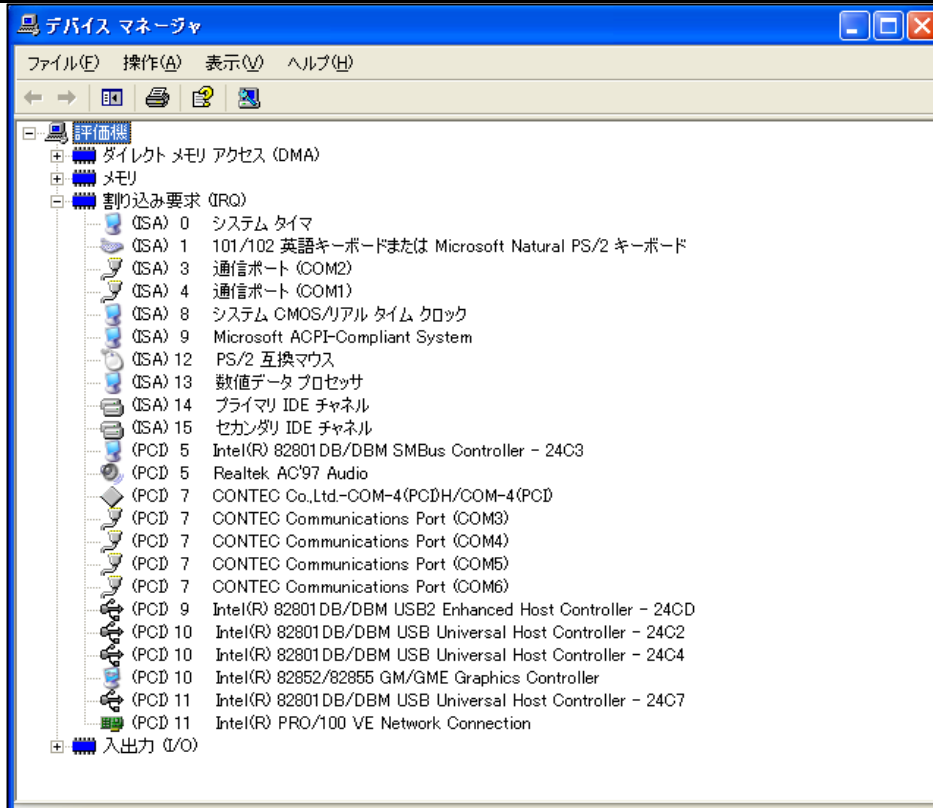 デバイス マネージャ
ファイル(F) 操作(A) 表示(V) ヘルプ(H)
評価機
ダイレクト メモリ アクセス (DMA)
メモリ
割り込み要求 (IRQ)
(ISA) 0 システム タイマ
(ISA) 1 101/102 英語キーボードまたは Microsoft Natural PS/2 キーボード
(ISA) 3 通信ポート (COM2)
(ISA) 4 通信ポート (COM1)
(ISA) 8 システム CMOS/リアル タイム クロック
(ISA) 9 Microsoft ACPI-Compliant System
(ISA) 12 PS/2 互換マウス
(ISA) 13 数値データ プロセッサ
(ISA) 14 プライマリ IDE チャネル
(ISA) 15 セカンダリ IDE チャネル
(PCI) 5 Intel(R) 82801DB/DBM SMBus Controller - 24C3
(PCI) 5 Realtek AC'97 Audio
(PCI) 7 CONTEC Co.,Ltd.-COM-4(PCI)H/COM-4(PCI)
(PCI) 7 CONTEC Communications Port (COM3)
(PCI) 7 CONTEC Communications Port (COM4)
(PCI) 7 CONTEC Communications Port (COM5)
(PCI) 7 CONTEC Communications Port (COM6)
(PCI) 9 Intel(R) 82801DB/DBM USB2 Enhanced Host Controller - 24CD
(PCI) 10 Intel(R) 82801DB/DBM USB Universal Host Controller - 24C2
(PCI) 10 Intel(R) 82801DB/DBM USB Universal Host Controller - 24C4
(PCI) 10 Intel(R) 82852/82855 GM/GME Graphics Controller
(PCI) 11 Intel(R) 82801DB/DBM USB Universal Host Controller - 24C7
(PCI) 11 Intel(R) PRO/100 VE Network Connection
入出力 (I/O)